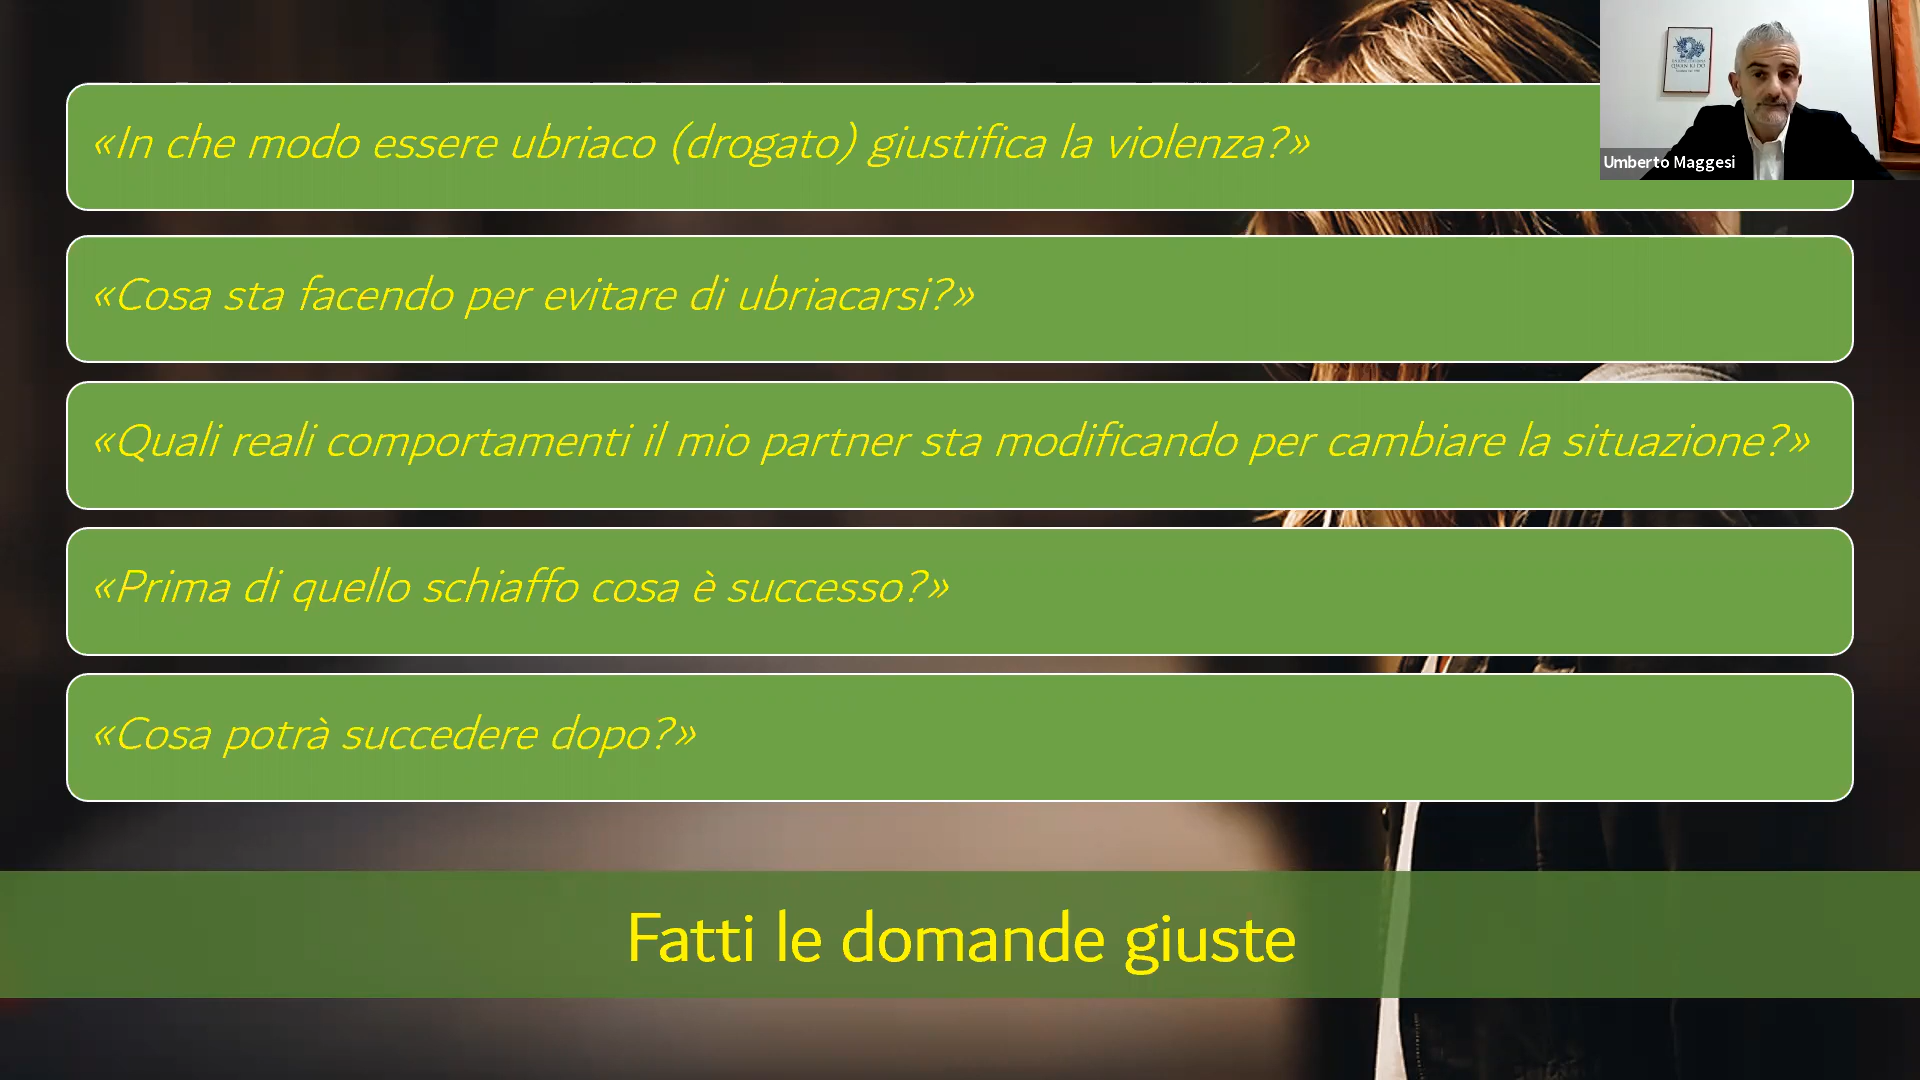 «In che modo essere ubriaco (drogato) giustifica la violenza?»
«Cosa sta facendo per evitare di ubriacarsi?»
«Quali reali comportamenti il mio partner sta modificando per cambiare la situazione?»
«Prima di quello schiaffo cosa è successo?»
«Cosa potrà succedere dopo?»
Fatti le domande giuste
Umberto Maggesi